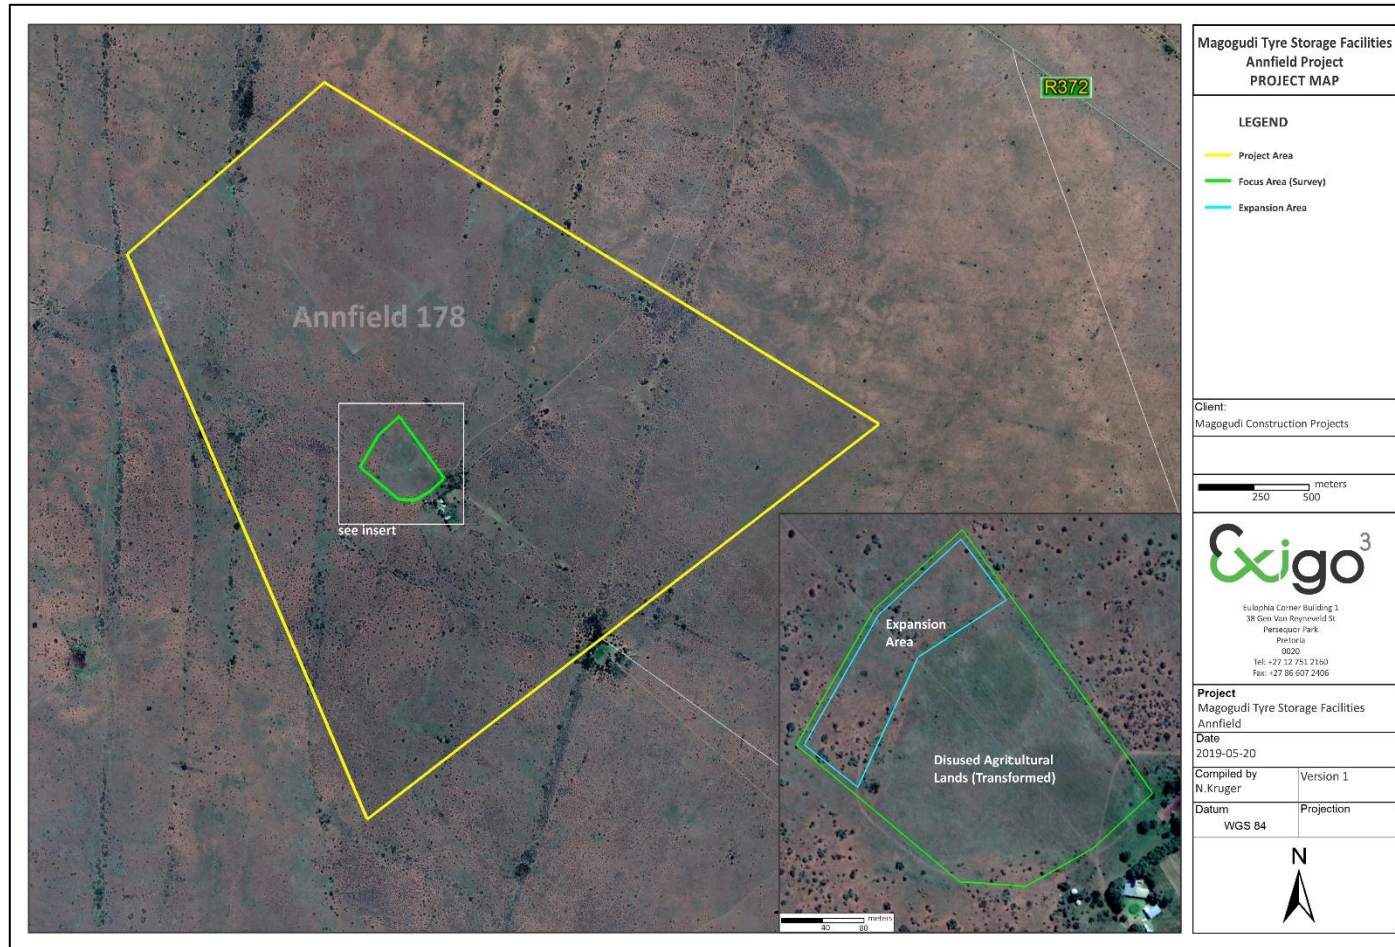 Magogudi Tyre Storage Facilities
Annfield Project
PROJECT MAP
R372
LEGEND
Project Area
Focus Area (Survey)
Expansion Area
Annfield 178
see insert
Client:
Magogudi Construction Projects
meters
250 500
Exigo3
Eulophia Corner Building 1
38 Gen Van Reyneveld St
Persequor Park
Pretoria
0020
Tel: +27 12 751 2160
Fax: +27 86 607 2406
Expansion
Area
Disused Agricultural
Lands (Transformed)
meters
40 80
Project
Magogudi Tyre Storage Facilities
Annfield
Date
2019-05-20
Compiled by
N.Kruger
Version 1
Datum
WGS 84
Projection
N